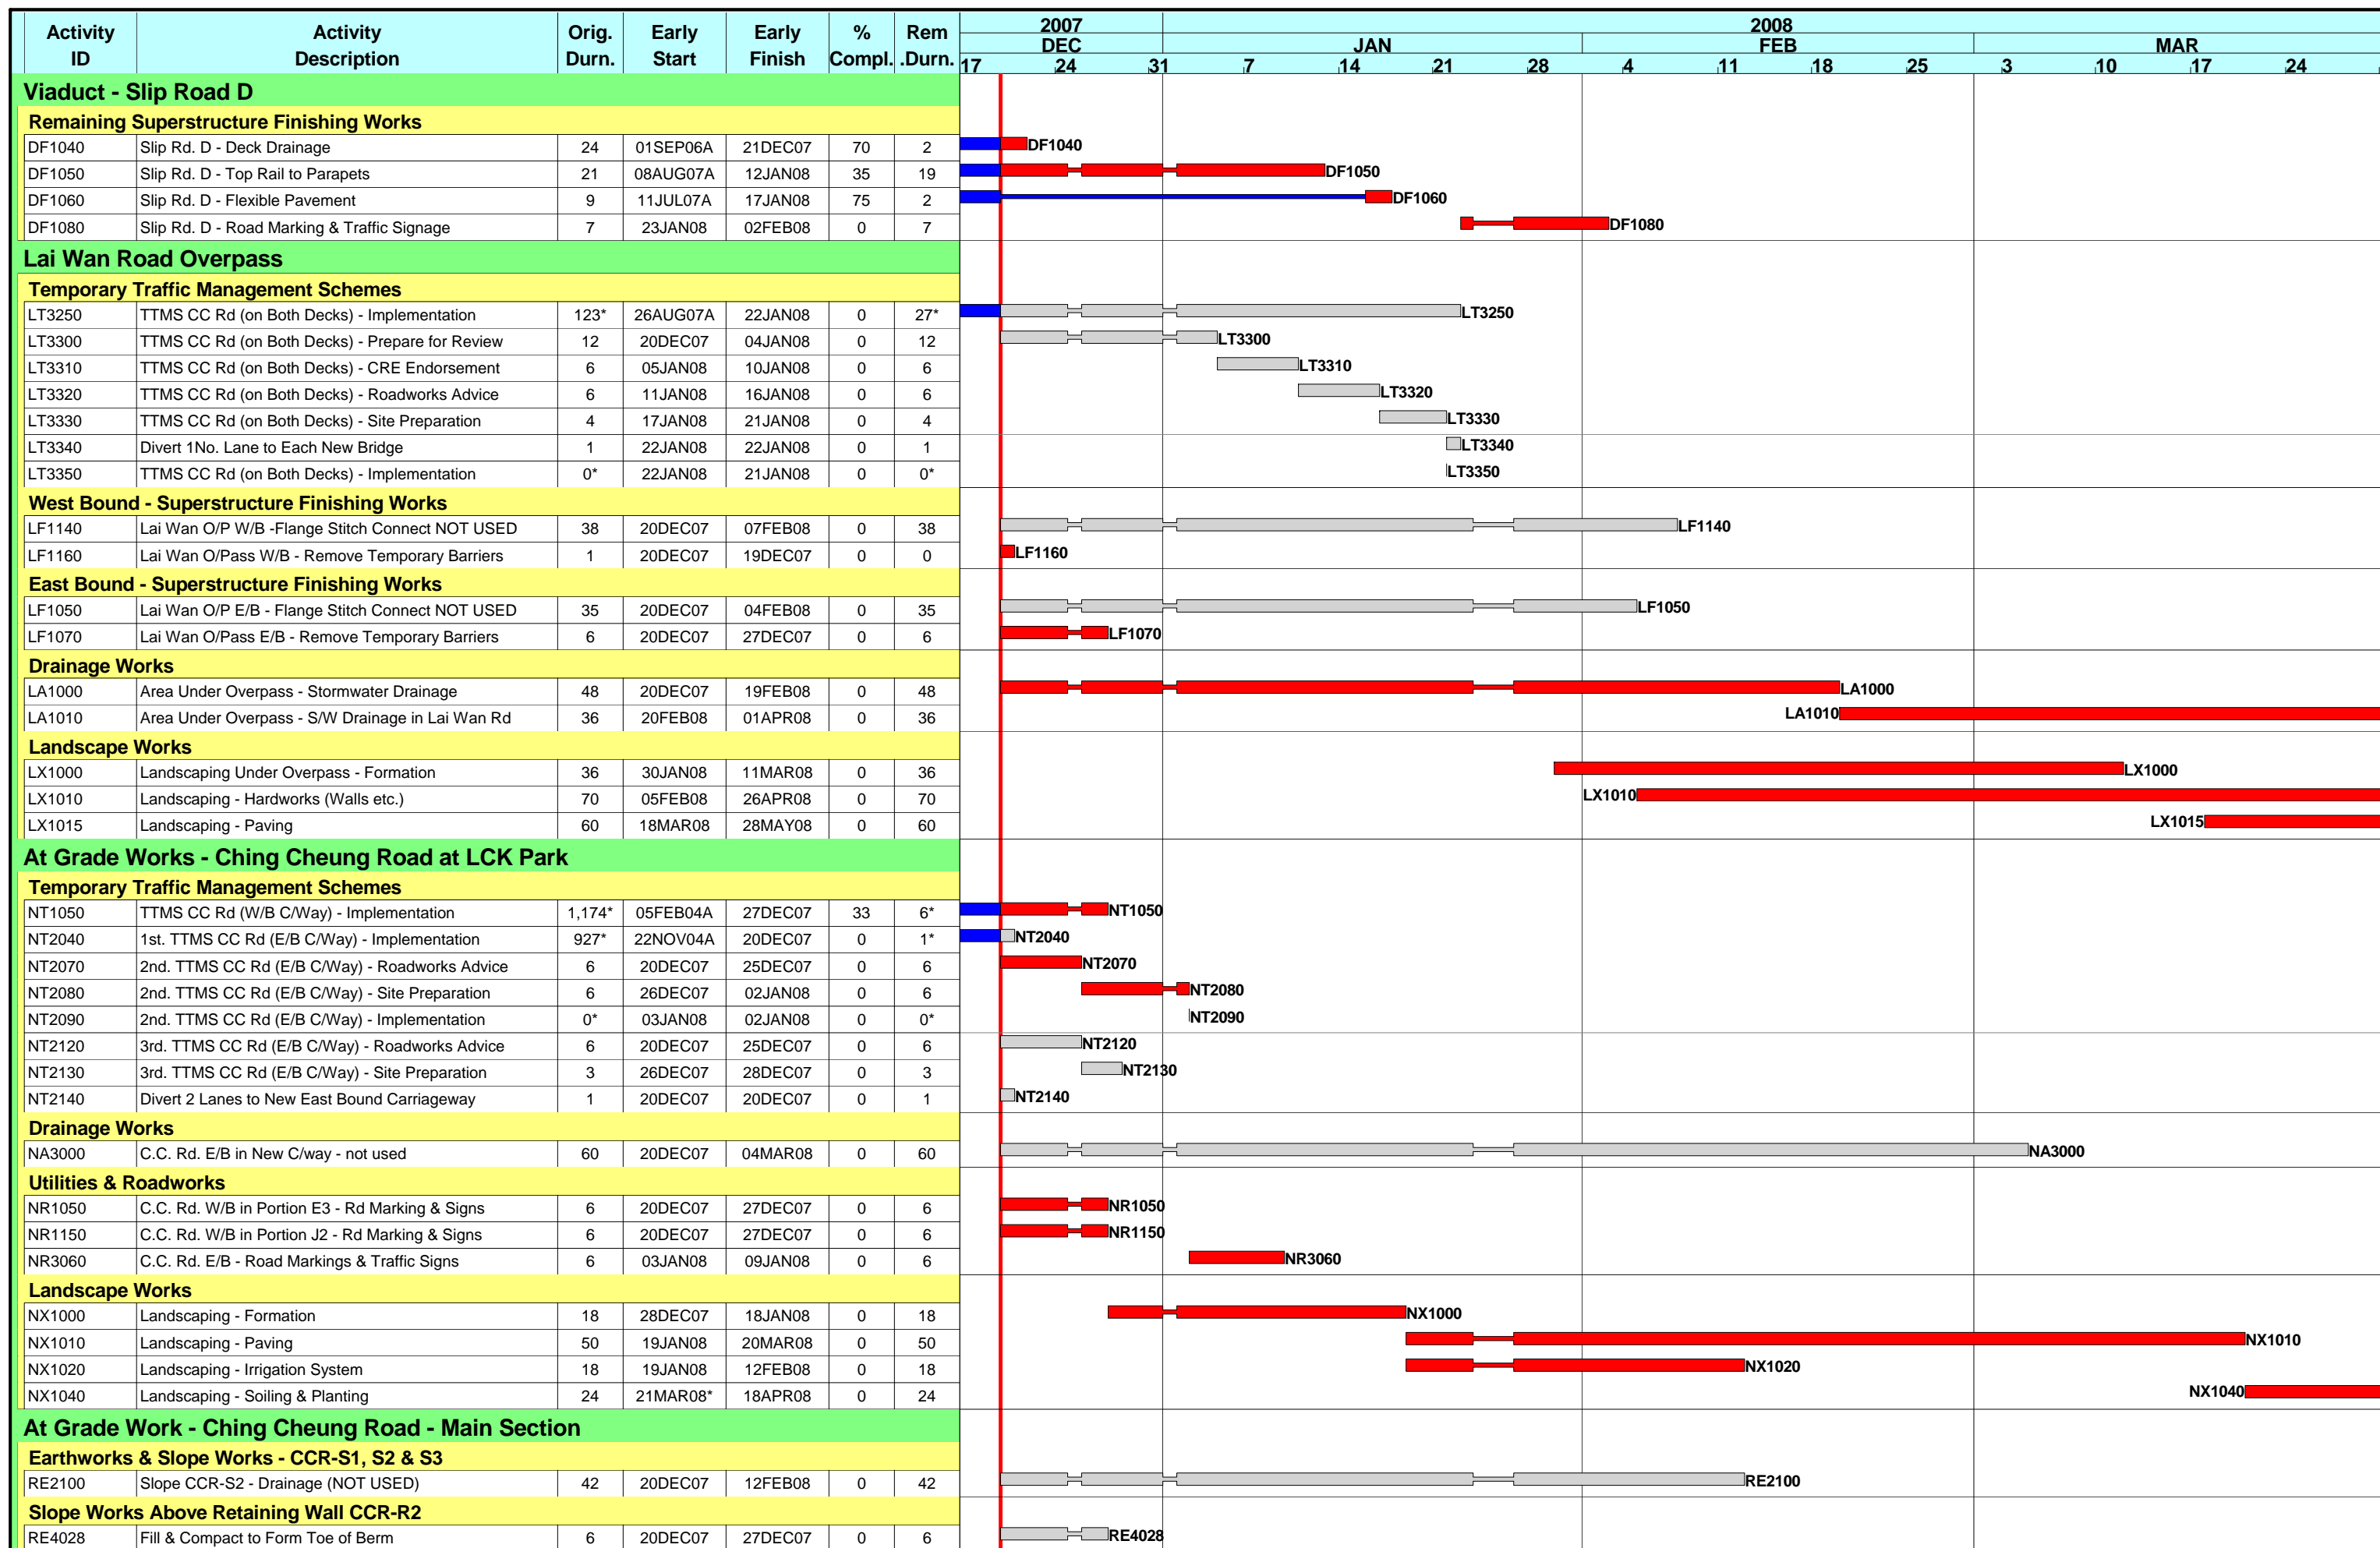 Activity ID Activity Description Orig. Durn. Early Start Early Finish % Compl. Rem .Durn.
2007 2008
DEC JAN FEB MAR
17 24 31 7 14 21 28 4 11 18 25 3 10 17 24
Viaduct - Slip Road D
Remaining Superstructure Finishing Works
DF1040 Slip Rd. D - Deck Drainage 24 01SEP06A 21DEC07 70 2 DF1040
DF1050 Slip Rd. D - Top Rail to Parapets 21 08AUG07A 12JAN08 35 19 DF1050
DF1060 Slip Rd. D - Flexible Pavement 9 11JUL07A 17JAN08 75 2 DF1060
DF1080 Slip Rd. D - Road Marking & Traffic Signage 7 23JAN08 02FEB08 0 7 DF1080
Lai Wan Road Overpass
Temporary Traffic Management Schemes
LT3250 TTMS CC Rd (on Both Decks) - Implementation 123* 26AUG07A 22JAN08 0 27* LT3250
LT3300 TTMS CC Rd (on Both Decks) - Prepare for Review 12 20DEC07 04JAN08 0 12 LT3300
LT3310 TTMS CC Rd (on Both Decks) - CRE Endorsement 6 05JAN08 10JAN08 0 6 LT3310
LT3320 TTMS CC Rd (on Both Decks) - Roadworks Advice 6 11JAN08 16JAN08 0 6 LT3320
LT3330 TTMS CC Rd (on Both Decks) - Site Preparation 4 17JAN08 21JAN08 0 4 LT3330
LT3340 Divert 1No. Lane to Each New Bridge 1 22JAN08 22JAN08 0 1 LT3340
LT3350 TTMS CC Rd (on Both Decks) - Implementation 0* 22JAN08 21JAN08 0 0* LT3350
West Bound - Superstructure Finishing Works
LF1140 Lai Wan O/P W/B -Flange Stitch Connect NOT USED 38 20DEC07 07FEB08 0 38 LF1140
LF1160 Lai Wan O/Pass W/B - Remove Temporary Barriers 1 20DEC07 19DEC07 0 0 LF1160
East Bound - Superstructure Finishing Works
LF1050 Lai Wan O/P E/B - Flange Stitch Connect NOT USED 35 20DEC07 04FEB08 0 35 LF1050
LF1070 Lai Wan O/Pass E/B - Remove Temporary Barriers 6 20DEC07 27DEC07 0 6 LF1070
Drainage Works
LA1000 Area Under Overpass - Stormwater Drainage 48 20DEC07 19FEB08 0 48 LA1000
LA1010 Area Under Overpass - S/W Drainage in Lai Wan Rd 36 20FEB08 01APR08 0 36 LA1010
Landscape Works
LX1000 Landscaping Under Overpass - Formation 36 30JAN08 11MAR08 0 36 LX1000
LX1010 Landscaping - Hardworks (Walls etc.) 70 05FEB08 26APR08 0 70 LX1010
LX1015 Landscaping - Paving 60 18MAR08 28MAY08 0 60 LX1015
At Grade Works - Ching Cheung Road at LCK Park
Temporary Traffic Management Schemes
NT1050 TTMS CC Rd (W/B C/Way) - Implementation 1,174* 05FEB04A 27DEC07 33 6* NT1050
NT2040 1st. TTMS CC Rd (E/B C/Way) - Implementation 927* 22NOV04A 20DEC07 0 1* NT2040
NT2070 2nd. TTMS CC Rd (E/B C/Way) - Roadworks Advice 6 20DEC07 25DEC07 0 6 NT2070
NT2080 2nd. TTMS CC Rd (E/B C/Way) - Site Preparation 6 26DEC07 02JAN08 0 6 NT2080
NT2090 2nd. TTMS CC Rd (E/B C/Way) - Implementation 0* 03JAN08 02JAN08 0 0* NT2090
NT2120 3rd. TTMS CC Rd (E/B C/Way) - Roadworks Advice 6 20DEC07 25DEC07 0 6 NT2120
NT2130 3rd. TTMS CC Rd (E/B C/Way) - Site Preparation 3 26DEC07 28DEC07 0 3 NT2130
NT2140 Divert 2 Lanes to New East Bound Carriageway 1 20DEC07 20DEC07 0 1 NT2140
Drainage Works
NA3000 C.C. Rd. E/B in New C/way - not used 60 20DEC07 04MAR08 0 60 NA3000
Utilities & Roadworks
NR1050 C.C. Rd. W/B in Portion E3 - Rd Marking & Signs 6 20DEC07 27DEC07 0 6 NR1050
NR1150 C.C. Rd. W/B in Portion J2 - Rd Marking & Signs 6 20DEC07 27DEC07 0 6 NR1150
NR3060 C.C. Rd. E/B - Road Markings & Traffic Signs 6 03JAN08 09JAN08 0 6 NR3060
Landscape Works
NX1000 Landscaping - Formation 18 28DEC07 18JAN08 0 18 NX1000
NX1010 Landscaping - Paving 50 19JAN08 20MAR08 0 50 NX1010
NX1020 Landscaping - Irrigation System 18 19JAN08 12FEB08 0 18 NX1020
NX1040 Landscaping - Soiling & Planting 24 21MAR08* 18APR08 0 24 NX1040
At Grade Work - Ching Cheung Road - Main Section
Earthworks & Slope Works - CCR-S1, S2 & S3
RE2100 Slope CCR-S2 - Drainage (NOT USED) 42 20DEC07 12FEB08 0 42 RE2100
Slope Works Above Retaining Wall CCR-R2
RE4028 Fill & Compact to Form Toe of Berm 6 20DEC07 27DEC07 0 6 RE4028